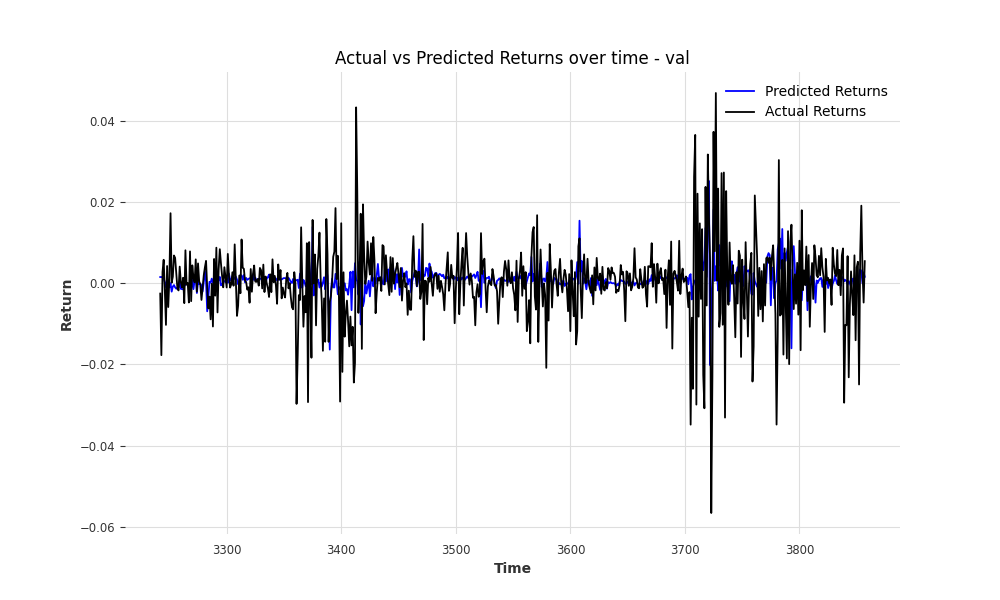 Actual vs Predicted Returns over time - val
Predicted Returns
Actual Returns
0.04
0.02
0.00
−0.02
−0.04
−0.06
Return
3300 3400 3500 3600 3700 3800
Time